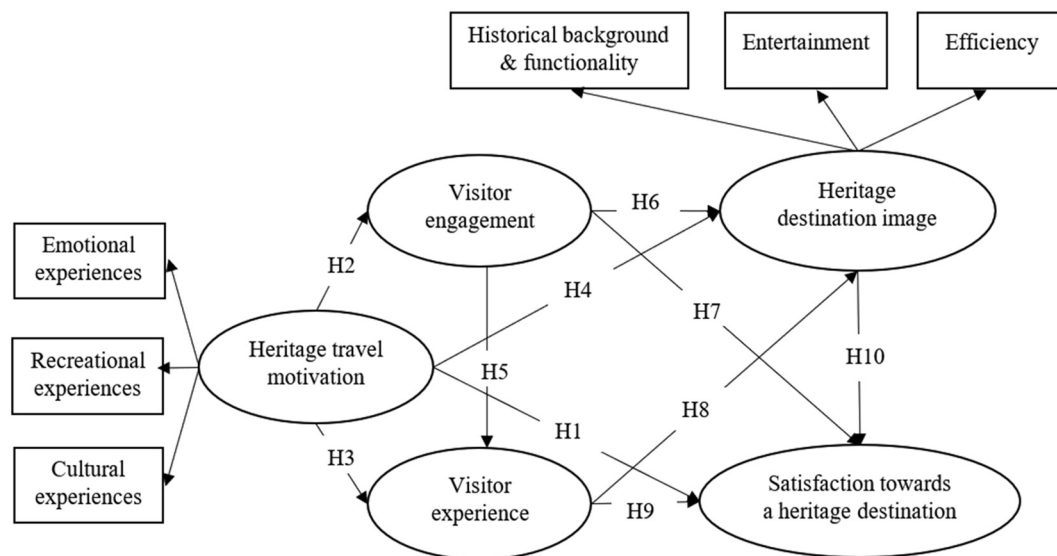 Historical background
& functionality
Entertainment
Efficiency
Visitor
engagement
H6
Heritage
destination image
Emotional
experiences
H2
H4
H7
Recreational
experiences
Heritage travel
motivation
H5
H10
H8
H1
Cultural
experiences
H3
Visitor
experience
H9
Satisfaction towards
a heritage destination